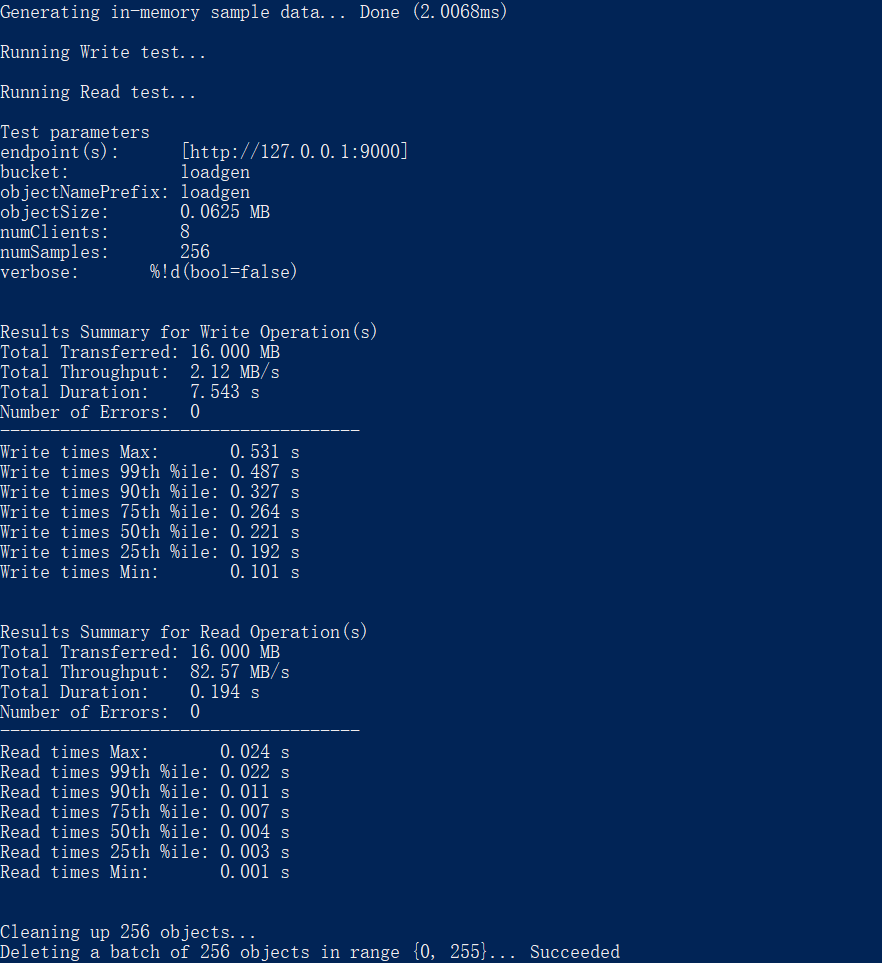 Generating in-memory sample data... Done (2.0068ms)
Running Write test...
Running Read test...
Test parameters
endpoint(s):      [http://127.0.0.1:9000]
bucket:           loadgen
objectNamePrefix: loadgen
objectSize:       0.0625 MB
numClients:       8
numSamples:       256
verbose:       %!d(bool=false)
Results Summary for Write Operation(s)
Total Transferred: 16.000 MB
Total Throughput:  2.12 MB/s
Total Duration:    7.543 s
Number of Errors:  0
------------------------------------
Write times Max:       0.531 s
Write times 99th %ile: 0.487 s
Write times 90th %ile: 0.327 s
Write times 75th %ile: 0.264 s
Write times 50th %ile: 0.221 s
Write times 25th %ile: 0.192 s
Write times Min:       0.101 s
Results Summary for Read Operation(s)
Total Transferred: 16.000 MB
Total Throughput:  82.57 MB/s
Total Duration:    0.194 s
Number of Errors:  0
------------------------------------
Read times Max:       0.024 s
Read times 99th %ile: 0.022 s
Read times 90th %ile: 0.011 s
Read times 75th %ile: 0.007 s
Read times 50th %ile: 0.004 s
Read times 25th %ile: 0.003 s
Read times Min:       0.001 s
Cleaning up 256 objects...
Deleting a batch of 256 objects in range {0, 255}... Succeeded